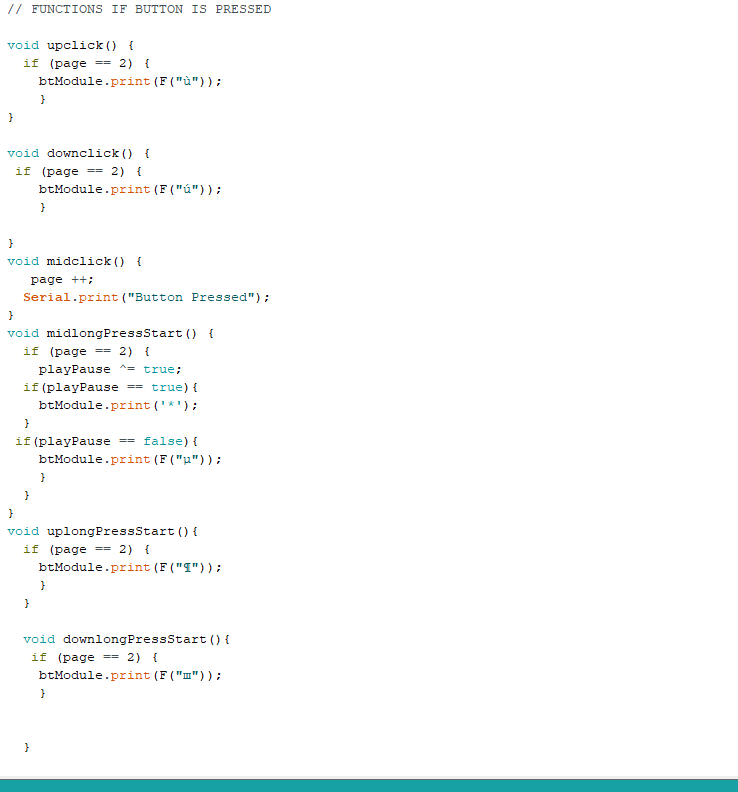 // FUNCTIONS IF BUTTON IS PRESSED

void upclick() {
  if (page == 2) {
    btModule.print(F("ù"));
    }
}

void downclick() {
 if (page == 2) {
    btModule.print(F("ú"));
    }

}
void midclick() {
   page ++;
  Serial.print("Button Pressed");
}
void midlongPressStart() {
  if (page == 2) {
    playPause ^= true;
  if(playPause == true){
    btModule.print('*');
  }
 if(playPause == false){
    btModule.print(F("µ"));
    }
  }
}
void uplongPressStart(){
  if (page == 2) {
    btModule.print(F("¶"));
    }
  }

  void downlongPressStart(){
   if (page == 2) {
    btModule.print(F("m"));
    }


  }